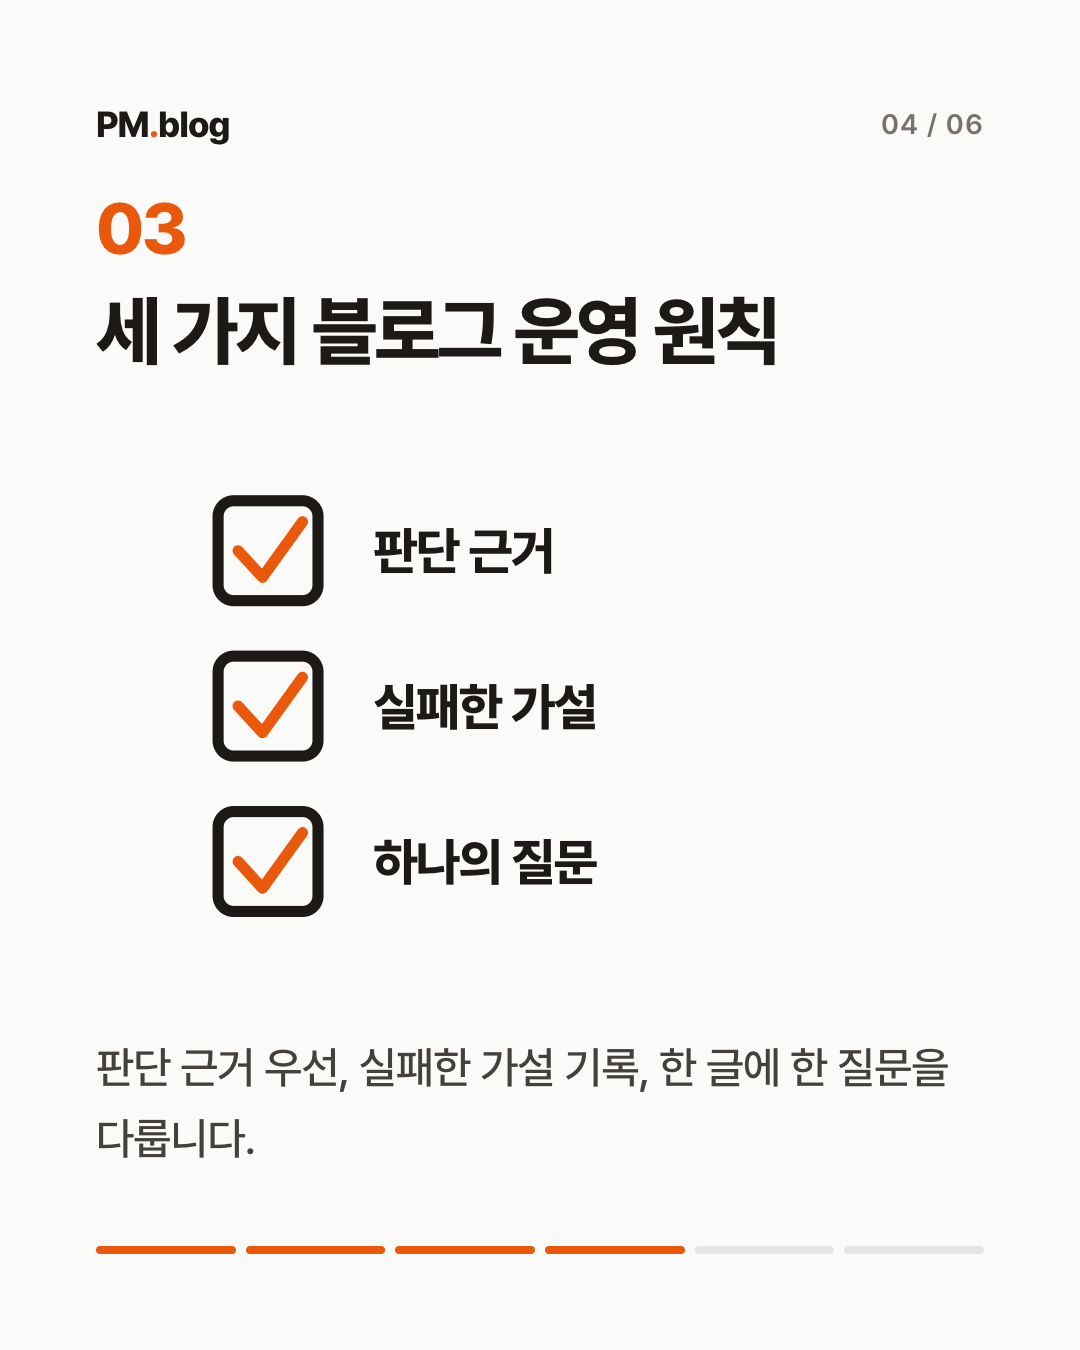 PM.blog
04 / 06
03
세 가지 블로그 운영 원칙
판단 근거
실패한 가설
하나의 질문
판단 근거 우선, 실패한 가설 기록, 한 글에 한 질문을
다룹니다.